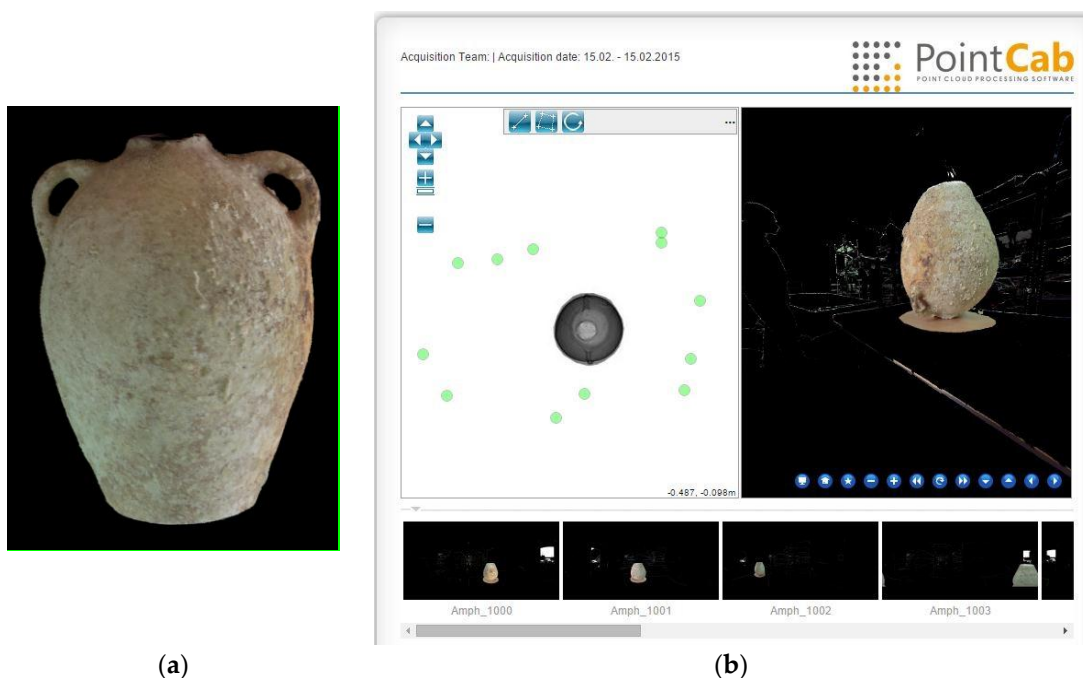 Acquisition Team: | Acquisition date: 15.02. - 15.02.2015
PointCab
POINT CLOUD PROCESSING SOFTWARE
...
-0.487, -0.098m
Amph_1000
Amph_1001
Amph_1002
Amph_1003
(a)
(b)